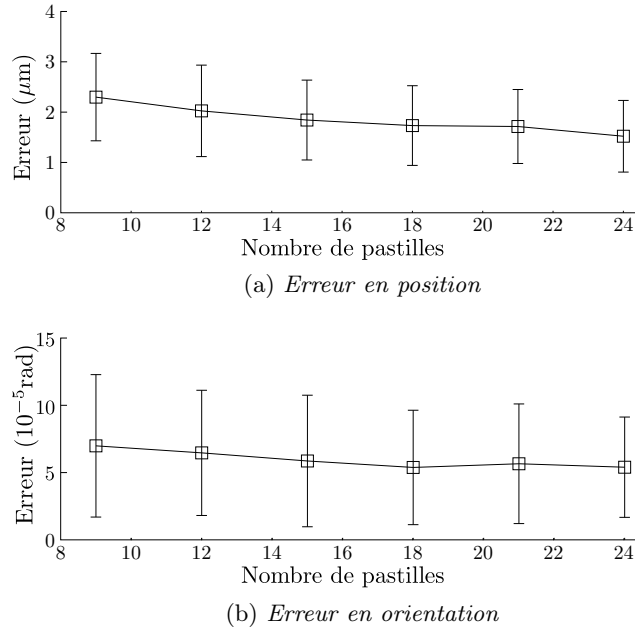 4
3
2
1
0
Erreur (μm)
8 10 12 14 16 18 20 22 24
Nombre de pastilles
(a) Erreur en position
15
10
5
0
Erreur (10⁻⁵rad)
8 10 12 14 16 18 20 22 24
Nombre de pastilles
(b) Erreur en orientation